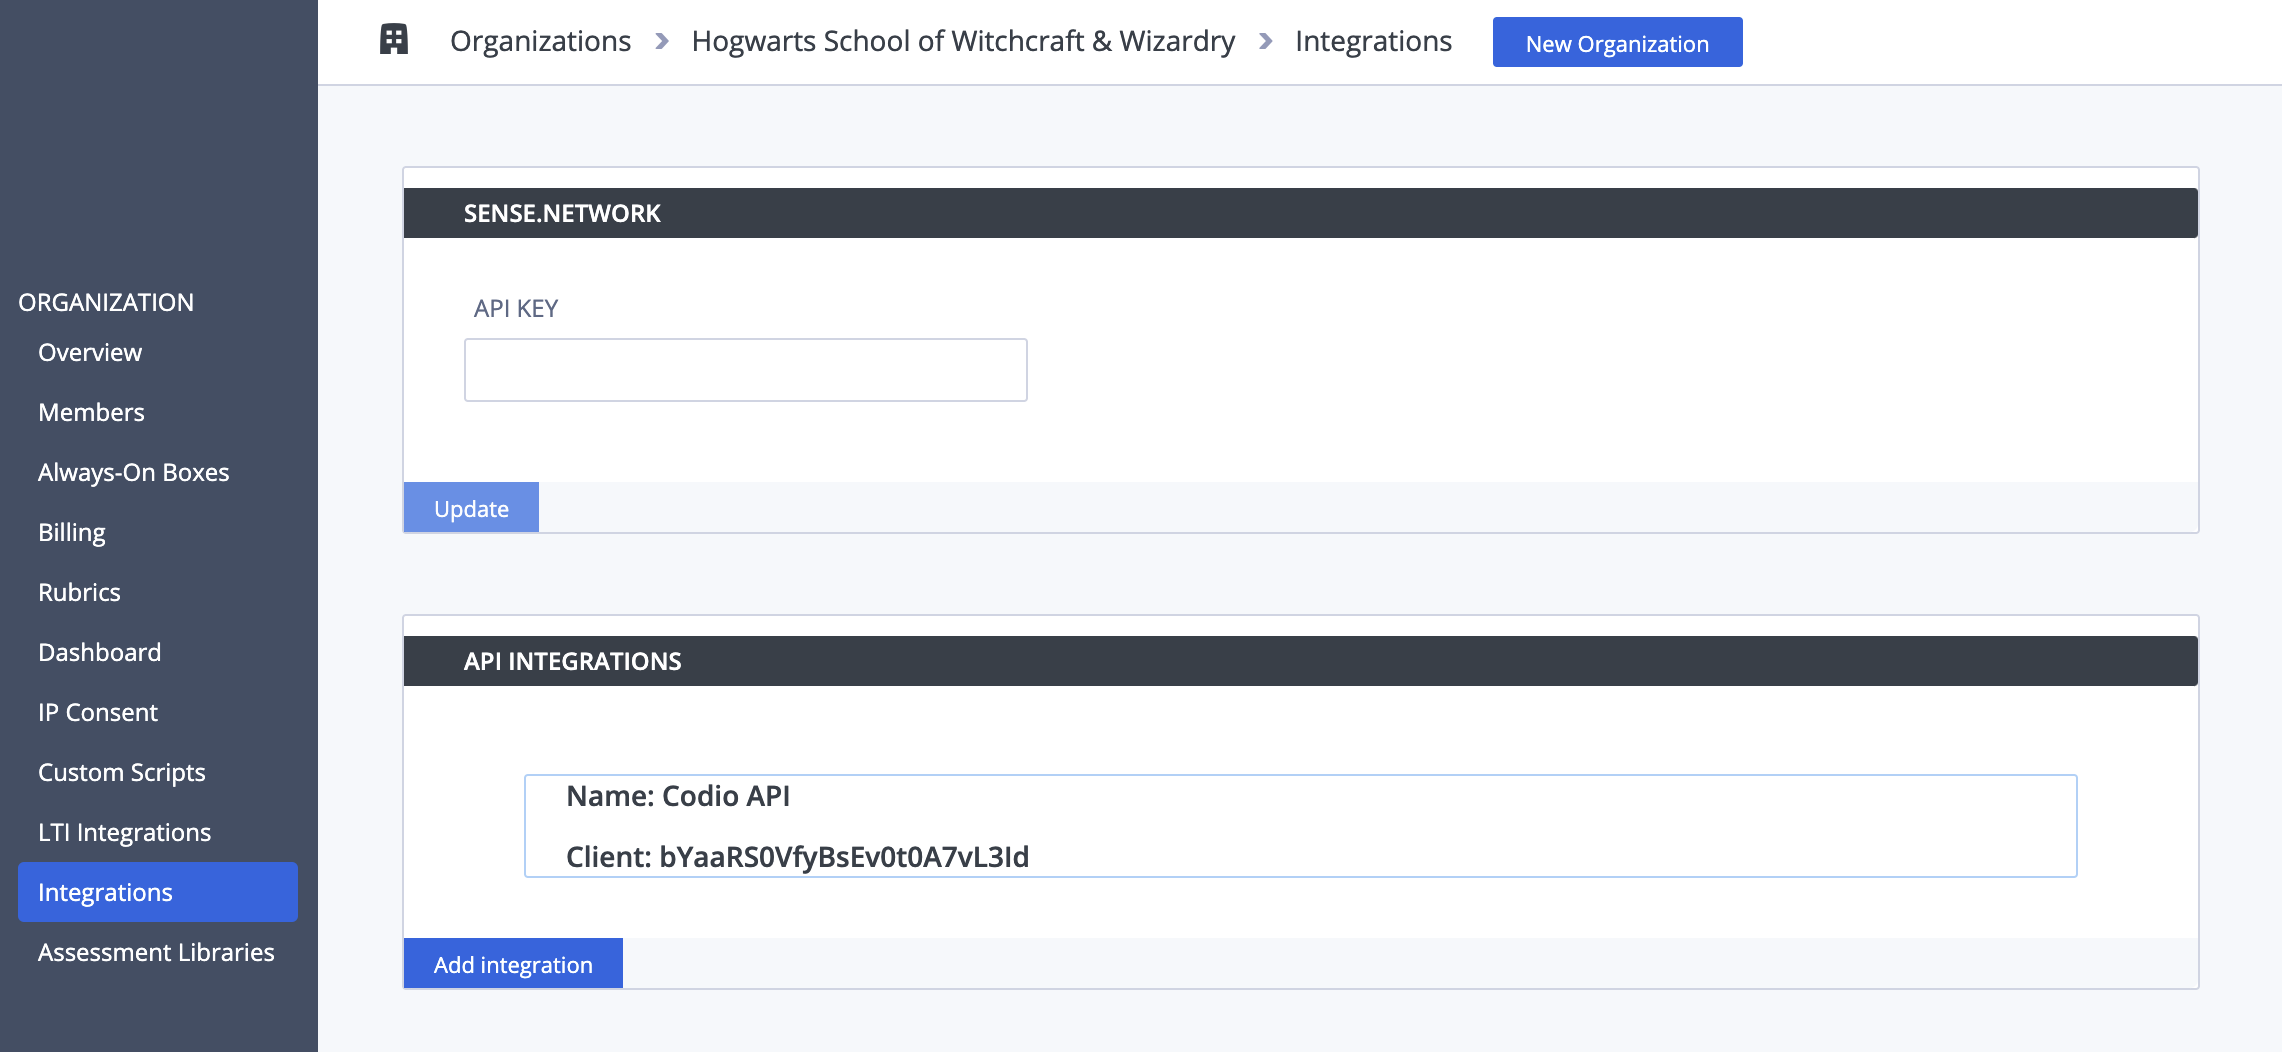 Organizations > Hogwarts School of Witchcraft & Wizardry > Integrations New Organization
ORGANIZATION
Overview
Members
Always-On Boxes
Billing
Rubrics
Dashboard
IP Consent
Custom Scripts
LTI Integrations
Integrations
Assessment Libraries
SENSE.NETWORK
API KEY
Update
API INTEGRATIONS
Name: Codio API
Client: bYaaRS0VfyBsEv0t0A7vL3Id
Add integration